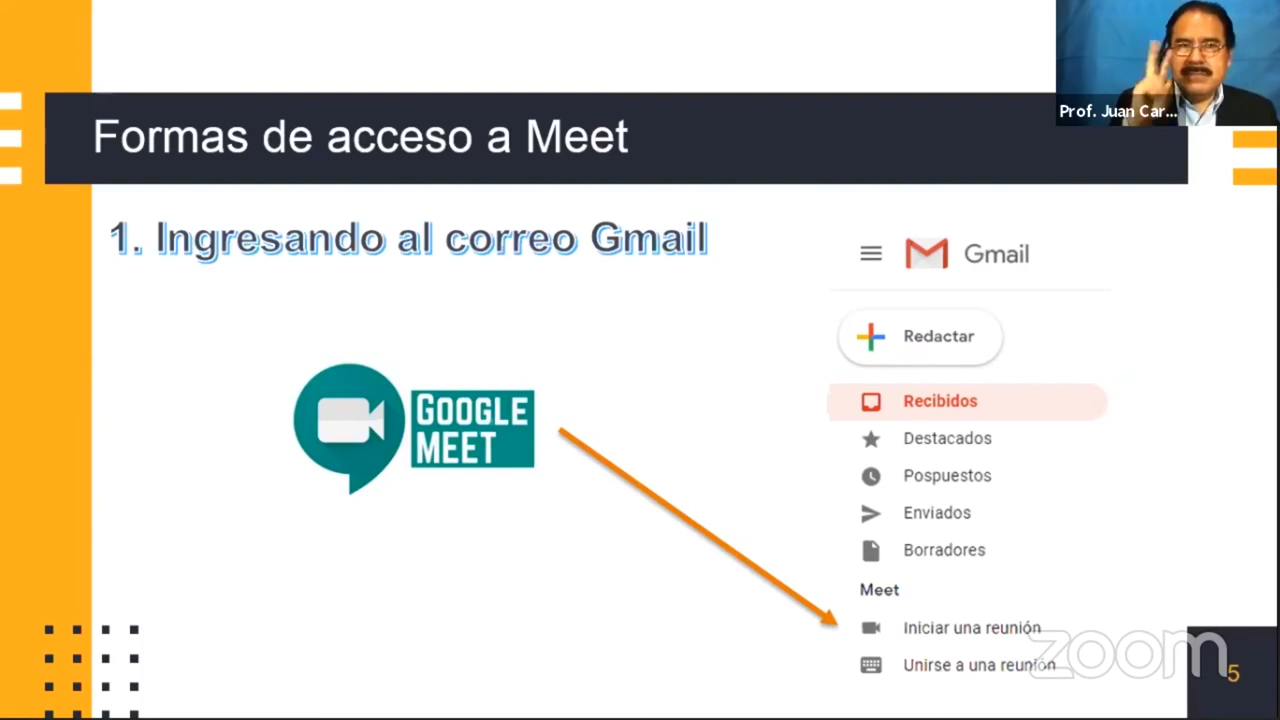 Prof. Juan Car...
Formas de acceso a Meet
1. Ingresando al correo Gmail
GOOGLE
MEET
Gmail
Redactar
Recibidos
Destacados
Pospuestos
Enviados
Borradores
Meet
Iniciar una reunión
Unirse a una reunión
zoom
5